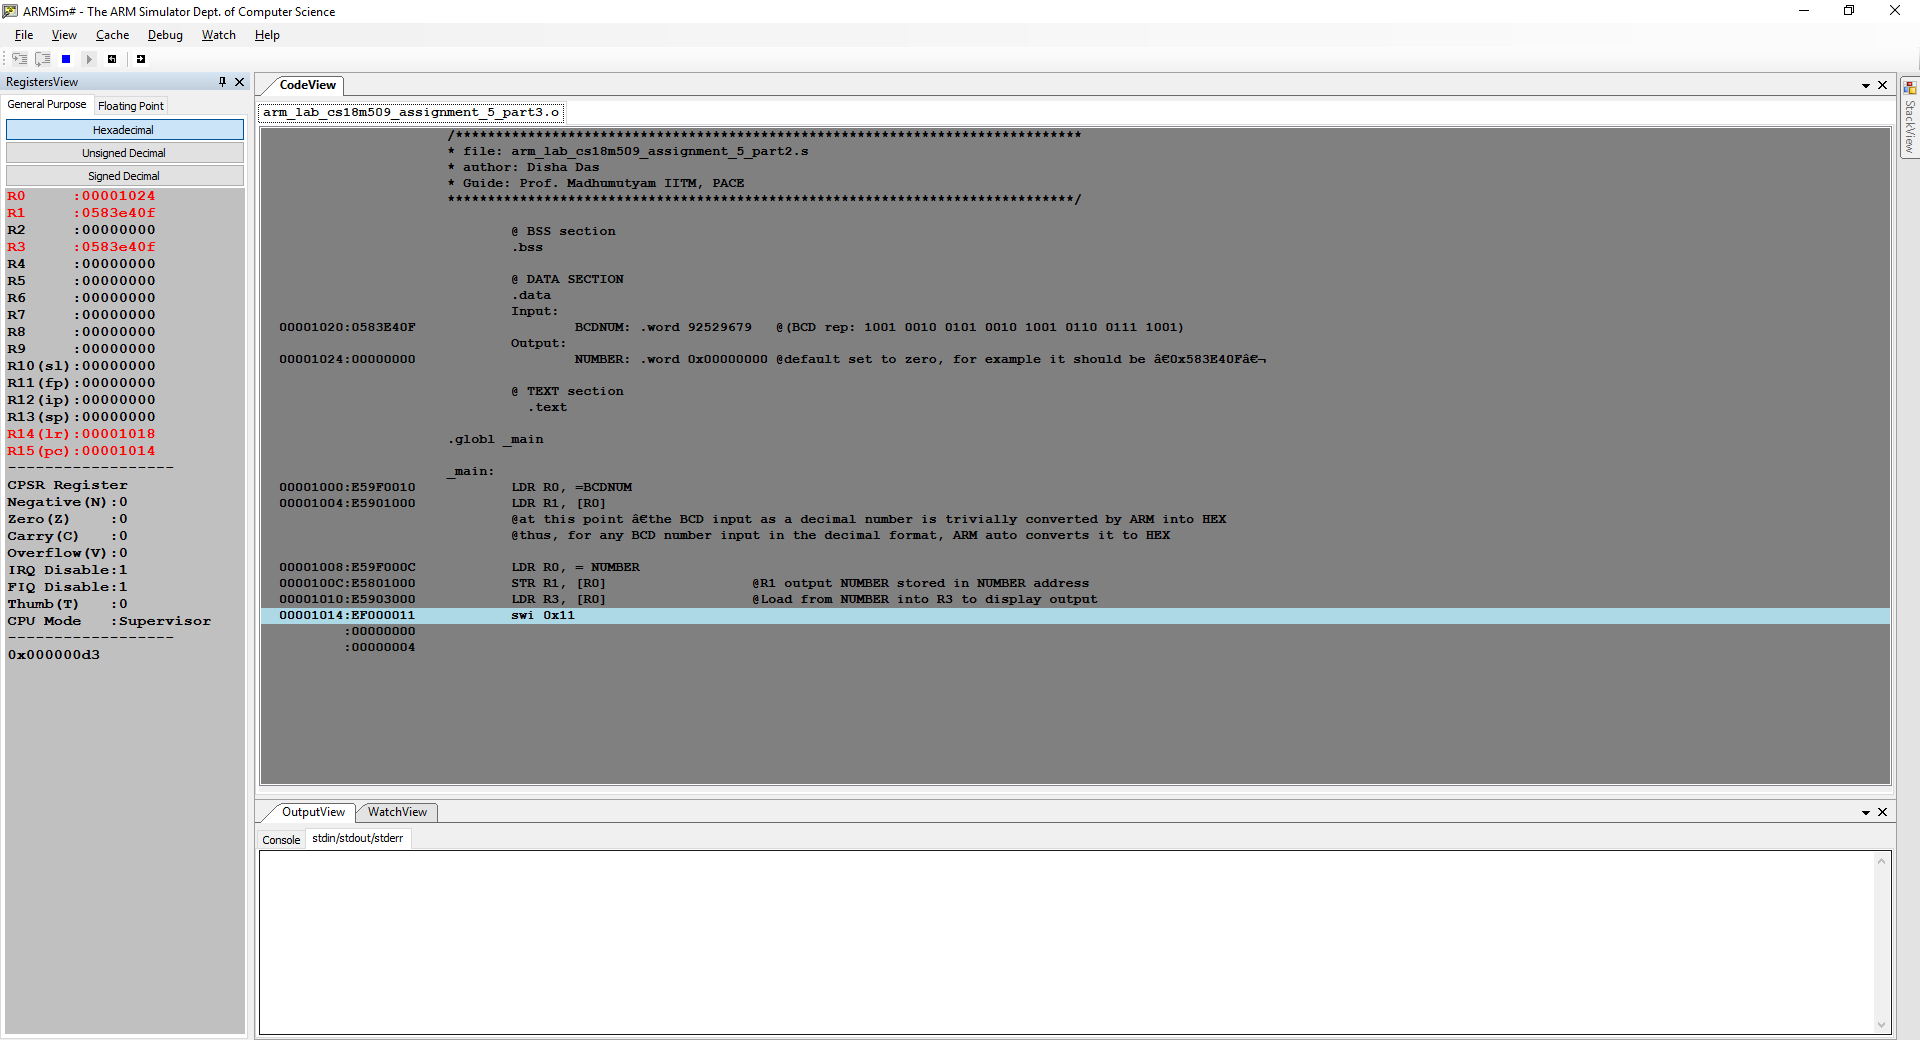 ARMSim# - The ARM Simulator Dept. of Computer Science
File View Cache Debug Watch Help
RegistersView
General Purpose Floating Point
Hexadecimal
Unsigned Decimal
Signed Decimal
R0 :00001024
R1 :0583e40f
R2 :00000000
R3 :0583e40f
R4 :00000000
R5 :00000000
R6 :00000000
R7 :00000000
R8 :00000000
R9 :00000000
R10(sl):00000000
R11(fp):00000000
R12(ip):00000000
R13(sp):00000000
R14(lr):00001018
R15(pc):00001014
--------------------
CPSR Register
Negative(N):0
Zero(Z) :0
Carry(C) :0
Overflow(V):0
IRQ Disable:1
FIQ Disable:1
Thumb(T) :0
CPU Mode :Supervisor
--------------------
0x000000d3
CodeView
arm_lab_cs18m509_assignment_5_part3.o
/******************************************************************************
* file: arm_lab_cs18m509_assignment_5_part2.s
* author: Disha Das
* Guide: Prof. Madhumutyam IITM, PACE
******************************************************************************/
@ BSS section
.bss
@ DATA SECTION
.data
Input:
00001020:0583E40F BCDNUM: .word 92529679 @(BCD rep: 1001 0010 0101 0010 1001 0110 0111 1001)
Output:
00001024:00000000 NUMBER: .word 0x00000000 @default set to zero, for example it should be â€0x583E40Fâ€¬
@ TEXT section
.text
.globl _main
_main:
00001000:E59F0010 LDR R0, =BCDNUM
00001004:E5901000 LDR R1, [R0]
@at this point â€the BCD input as a decimal number is trivially converted by ARM into HEX
@thus, for any BCD number input in the decimal format, ARM auto converts it to HEX
00001008:E59F000C LDR R0, = NUMBER
0000100C:E5801000 STR R1, [R0] @R1 output NUMBER stored in NUMBER address
00001010:E5903000 LDR R3, [R0] @Load from NUMBER into R3 to display output
00001014:EF000011 swi 0x11
:00000000
:00000004
OutputView WatchView
Console stdin/stdout/stderr
StackView